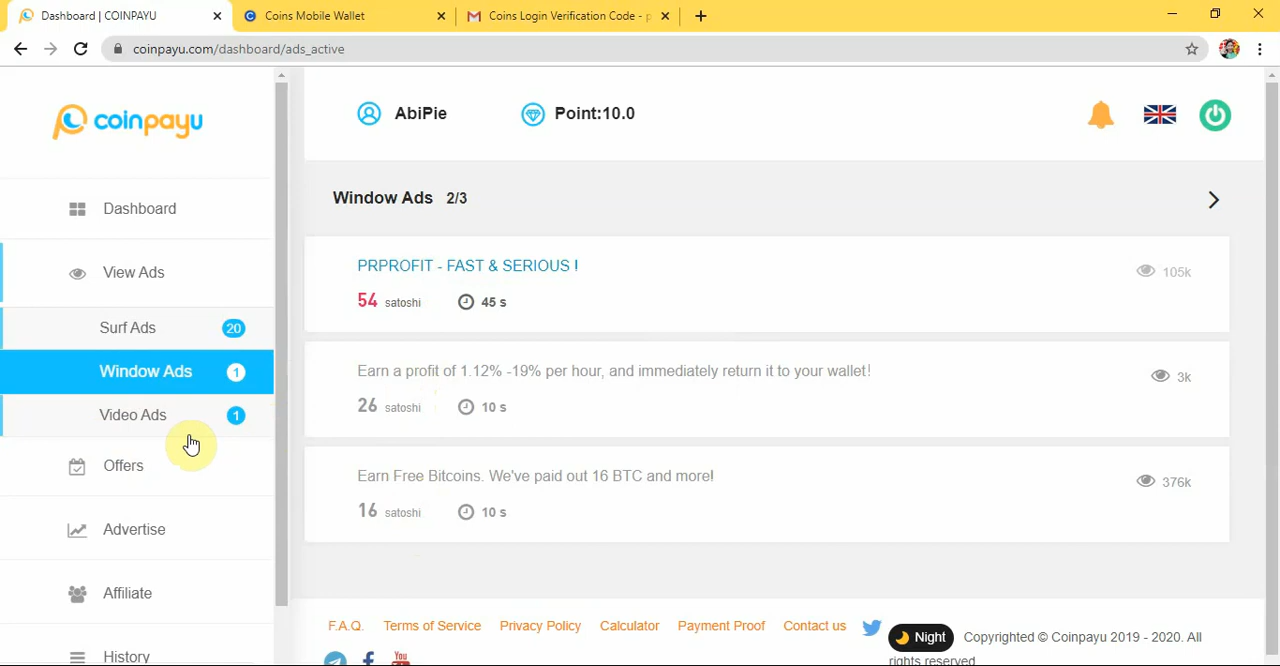 Dashboard | COINPAYU
Coins Mobile Wallet
Coins Login Verification Code -
coinpayu.com/dashboard/ads_active
coinpayu
AbiPie
Point:10.0
Dashboard
View Ads
Surf Ads 20
Window Ads 1
Video Ads 1
Offers
Advertise
Affiliate
History
Window Ads 2/3
PRPROFIT - FAST & SERIOUS !
105k
54 satoshi 45 s
Earn a profit of 1.12% -19% per hour, and immediately return it to your wallet!
3k
26 satoshi 10 s
Earn Free Bitcoins. We've paid out 16 BTC and more!
376k
16 satoshi 10 s
F.A.Q. Terms of Service Privacy Policy Calculator Payment Proof Contact us
Night
Copyrighted © Coinpayu 2019 - 2020. All
rights reserved
You